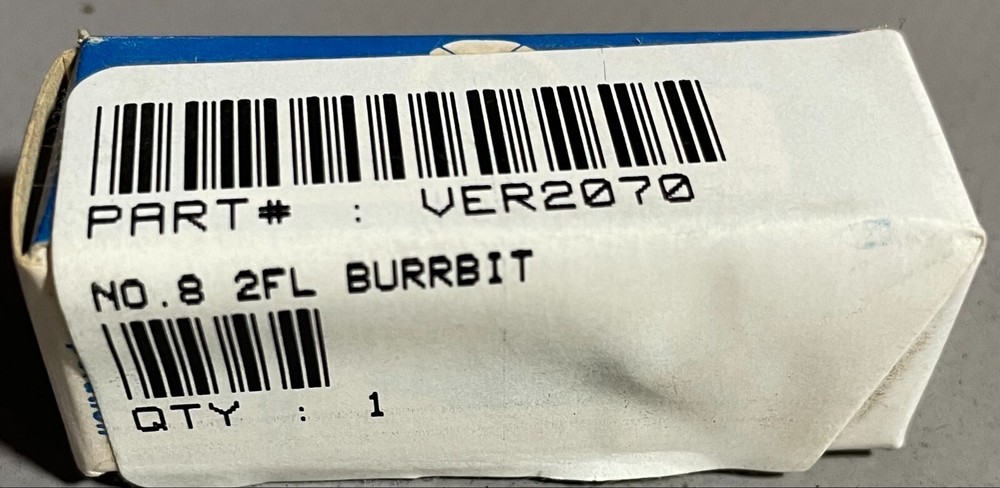 PART# : VER2070
NO.8 2FL BURRBIT
QTY : 1